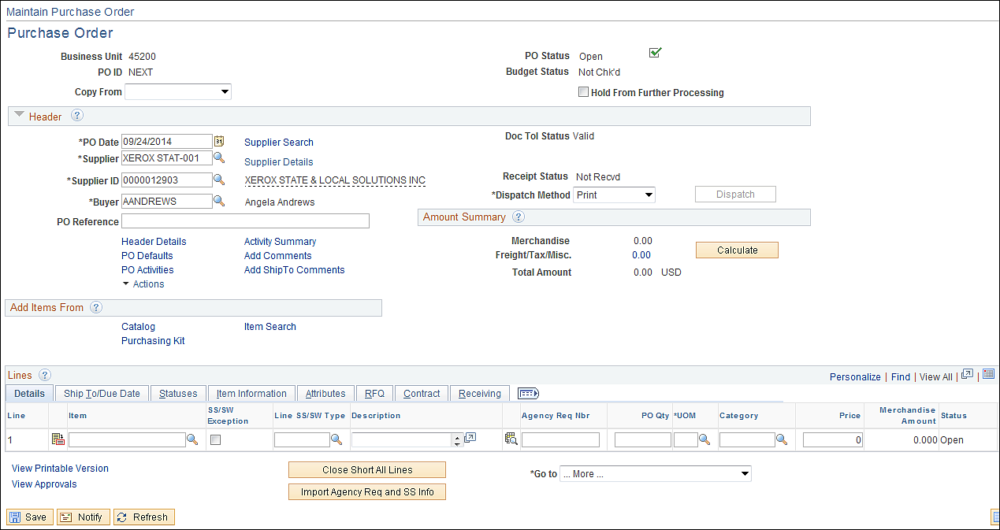 Maintain Purchase Order
Purchase Order
Business Unit 45200
PO ID NEXT
Copy From
PO Status Open
Budget Status Not Chk'd
Hold From Further Processing
Header ?
*PO Date 09/24/2014 31 Supplier Search
*Supplier XEROX STAT-001 Supplier Details
*Supplier ID 0000012903 XEROX STATE & LOCAL SOLUTIONS INC
*Buyer AANDREWS Angela Andrews
PO Reference
Doc Tol Status Valid
Receipt Status Not Recvd
*Dispatch Method Print Dispatch
Amount Summary ?
Merchandise 0.00
Freight/Tax/Misc. 0.00 Calculate
Total Amount 0.00 USD
Header Details Activity Summary
PO Defaults Add Comments
PO Activities Add ShipTo Comments
Actions
Add Items From ?
Catalog Item Search
Purchasing Kit
Lines ? Personalize | Find | View All | |
Details Ship To/Due Date Statuses Item Information Attributes RFQ Contract Receiving
Line Item SS/SW Exception Line SS/SW Type Description Agency Req Nbr PO Qty *UOM Category Price Merchandise Amount Status
1 0 0.000 Open
View Printable Version Close Short All Lines *Go to ... More ...
View Approvals Import Agency Req and SS Info
Save Notify Refresh